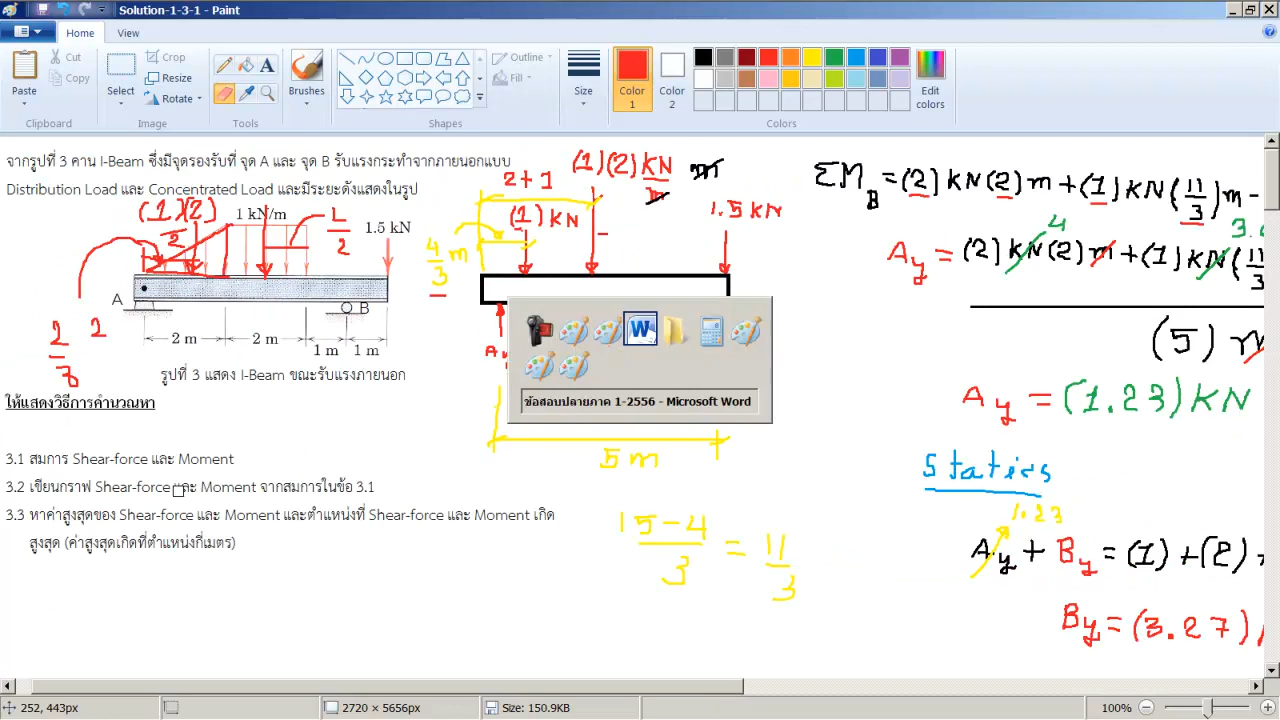 Solution-1-3-1 - Paint
Home
View
Paste
Cut
Copy
Clipboard
Select
Crop
Resize
Rotate
Image
Tools
Brushes
Shapes
Outline
Fill
Size
Color 1
Color 2
Edit colors
Colors
จากรูปที่ 3 คาน I-Beam ซึ่งมีจุดรองรับที่ จุด A และ จุด B รับแรงกระทำจากภายนอกแบบ
Distribution Load และ Concentrated Load และมีระยะดังแสดงในรูป
(1)(2)
2
1 kN/m
L
2
1.5 kN
A
B
2 m
2 m
1 m
1 m
2
3
2
รูปที่ 3 แสดง I-Beam ขณะรับแรงภายนอก
ให้แสดงวิธีการคำนวณหา
3.1 สมการ Shear-force และ Moment
3.2 เขียนกราฟ Shear-force และ Moment จากสมการในข้อ 3.1
3.3 หาค่าสูงสุดของ Shear-force และ Moment และตำแหน่งที่ Shear-force และ Moment เกิด
สูงสุด (ค่าสูงสุดเกิดที่ตำแหน่งกี่เมตร)
2+1
(1)(2) KN m
m
(1) KN
1.5 KN
4
3
m
ข้อสอบปลายภาค 1-2556 - Microsoft Word
5 m
15-4
3
=
11
3
ΣM B = (2) KN (2) m + (1) KN (11/3) m -
4
Ay = (2) KN (2) m + (1) KN (11/3
(5) m
Ay = (1.23) KN
Statics
1.23
Ay + By = (1) + (2) +
By = (3.27)
252, 443px
2720 × 5656px
Size: 150.9KB
100%